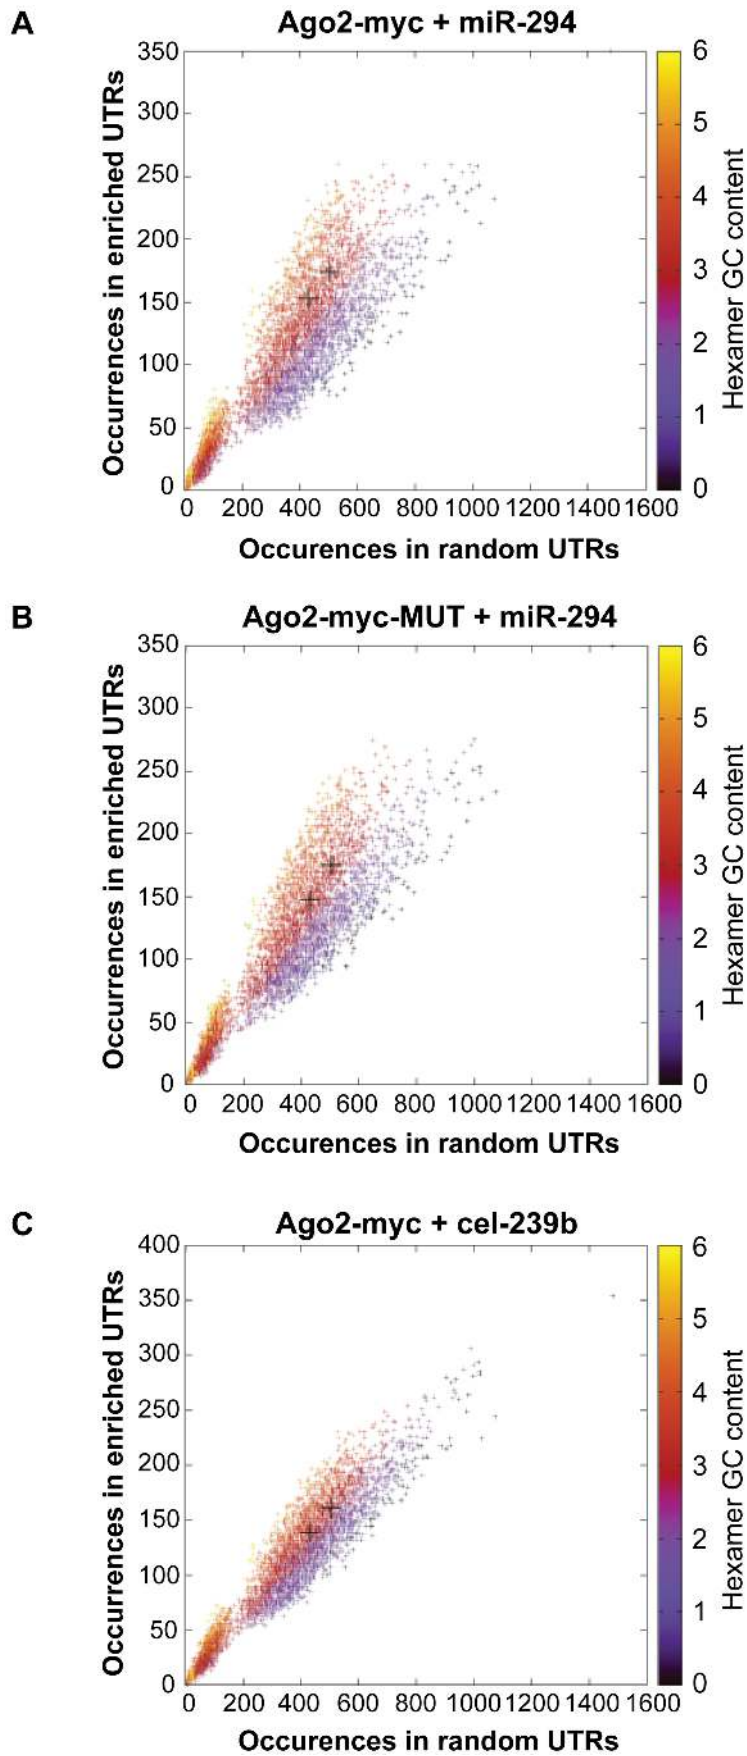 A
Ago2-myc + miR-294
350
300
250
200
150
100
50
0
Occurrences in enriched UTRs
0 200 400 600 800 1000 1200 1400 1600
Occurences in random UTRs
6
5
4
3
2
1
0
Hexamer GC content
B
Ago2-myc-MUT + miR-294
350
300
250
200
150
100
50
0
Occurrences in enriched UTRs
0 200 400 600 800 1000 1200 1400 1600
Occurences in random UTRs
6
5
4
3
2
1
0
Hexamer GC content
C
Ago2-myc + cel-239b
400
350
300
250
200
150
100
50
0
Occurrences in enriched UTRs
0 200 400 600 800 1000 1200 1400 1600
Occurences in random UTRs
6
5
4
3
2
1
0
Hexamer GC content